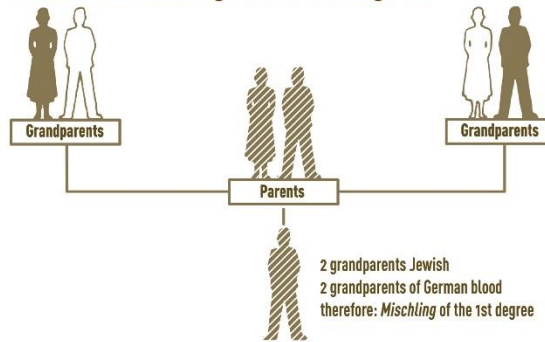 Grandparents
Grandparents
Parents
2 grandparents Jewish
2 grandparents of German blood
therefore: Mischling of the 1st degree